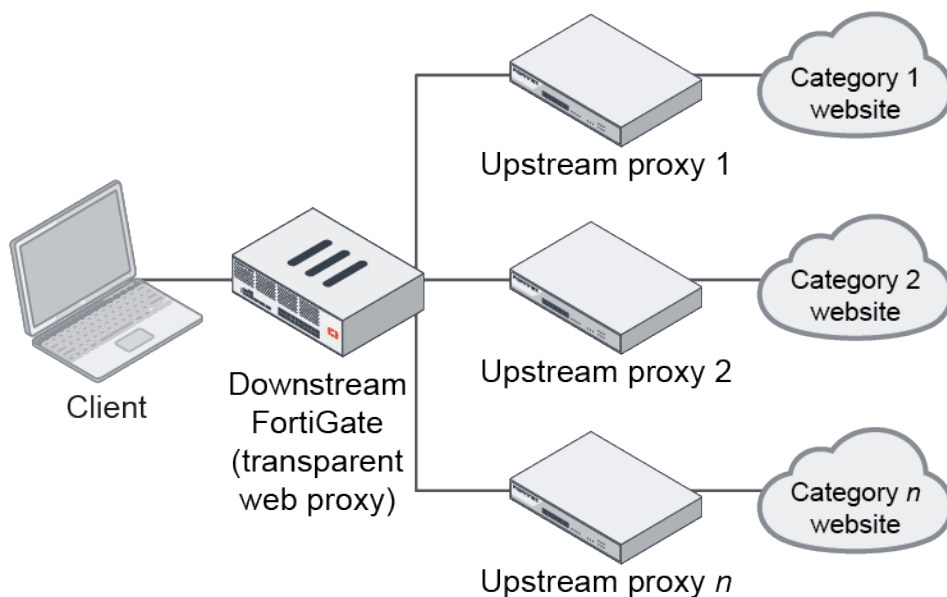 Category 1
website
Upstream proxy 1
Client
Downstream
FortiGate
(transparent
web proxy)
Category 2
website
Upstream proxy 2
Category n
website
Upstream proxy n